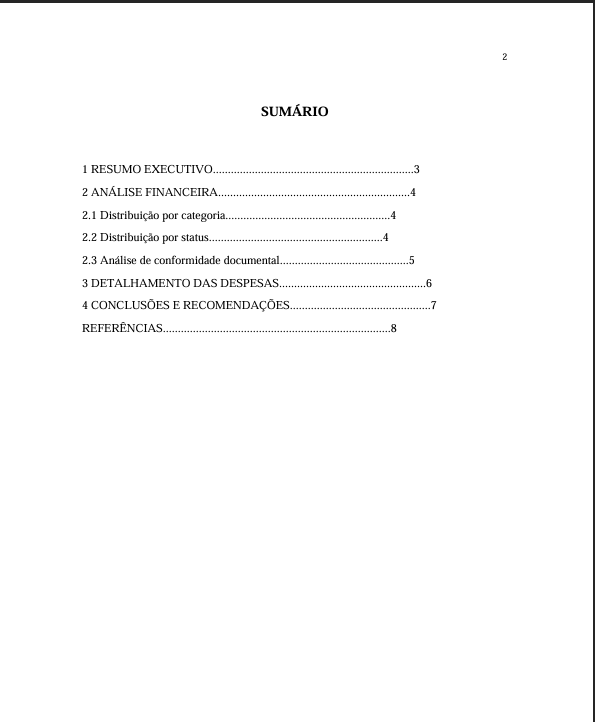 2
SUMÁRIO
1 RESUMO EXECUTIVO...................................................................3
2 ANÁLISE FINANCEIRA................................................................4
2.1 Distribuição por categoria.......................................................4
2.2 Distribuição por status..........................................................4
2.3 Análise de conformidade documental...........................................5
3 DETALHAMENTO DAS DESPESAS.................................................6
4 CONCLUSÕES E RECOMENDAÇÕES...............................................7
REFERÊNCIAS............................................................................8